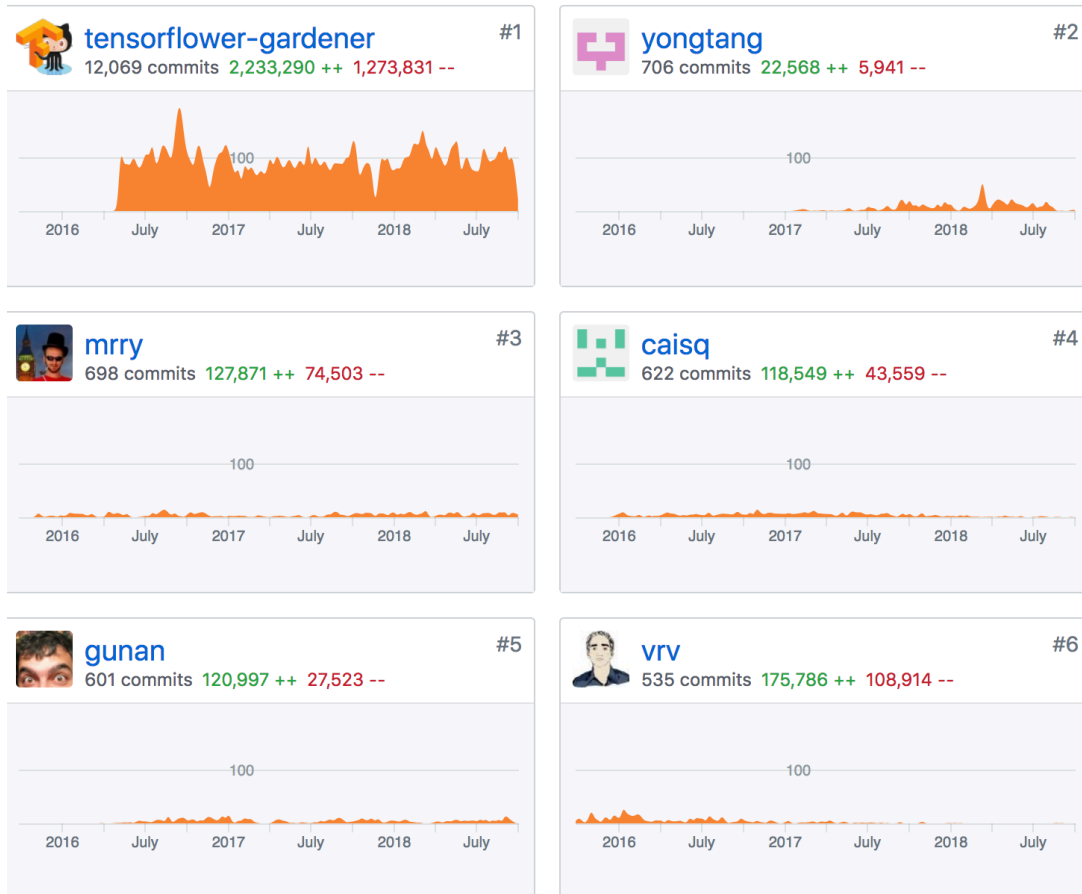 tensorflower-gardener #1
12,069 commits 2,233,290 ++ 1,273,831 --
100
2016 July 2017 July 2018 July
yongtang #2
706 commits 22,568 ++ 5,941 --
100
2016 July 2017 July 2018 July
mrry #3
698 commits 127,871 ++ 74,503 --
100
2016 July 2017 July 2018 July
caisq #4
622 commits 118,549 ++ 43,559 --
100
2016 July 2017 July 2018 July
gunan #5
601 commits 120,997 ++ 27,523 --
100
2016 July 2017 July 2018 July
vrv #6
535 commits 175,786 ++ 108,914 --
100
2016 July 2017 July 2018 July